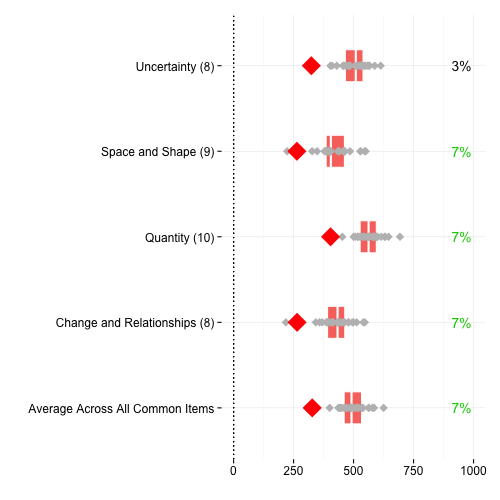 Uncertainty (8) 3%
Space and Shape (9) 7%
Quantity (10) 7%
Change and Relationships (8) 7%
Average Across All Common Items 7%
0 250 500 750 1000